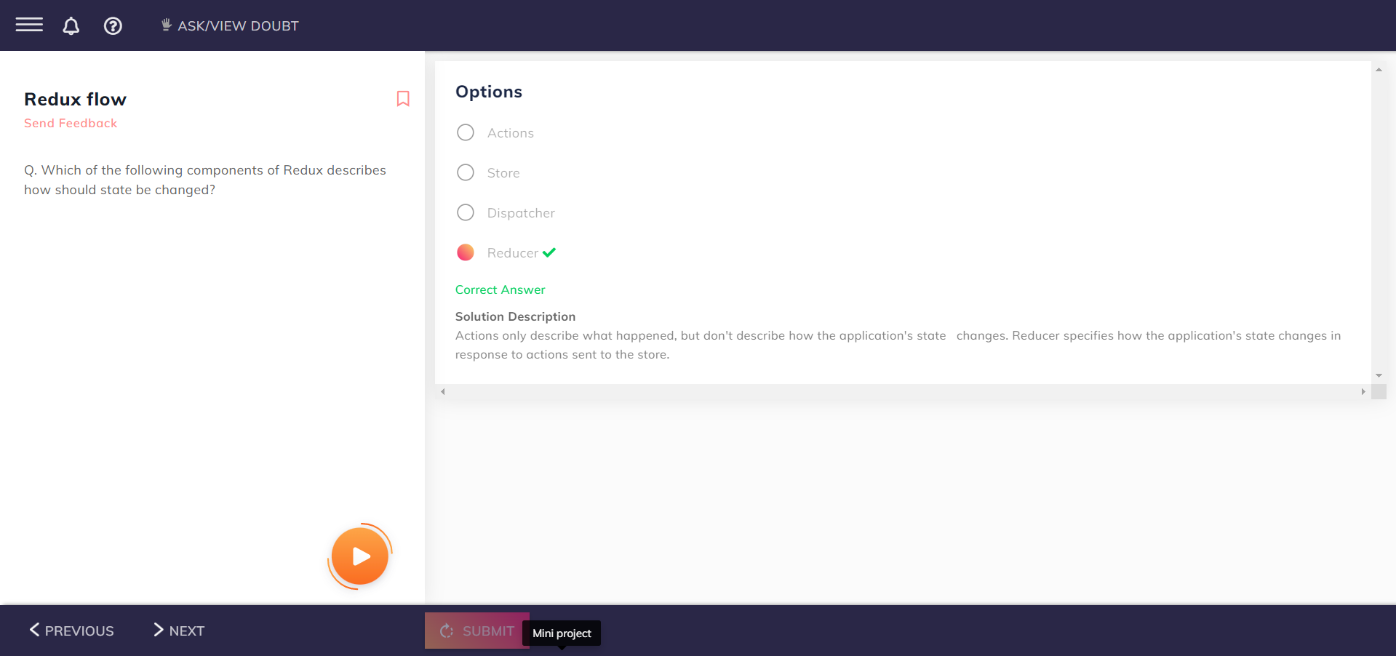 ASK/VIEW DOUBT
Redux flow
Send Feedback
Q. Which of the following components of Redux describes
how should state be changed?
Options
Actions
Store
Dispatcher
Reducer
Correct Answer
Solution Description
Actions only describe what happened, but don't describe how the application's state changes. Reducer specifies how the application's state changes in
response to actions sent to the store.
PREVIOUS
NEXT
SUBMIT
Mini project